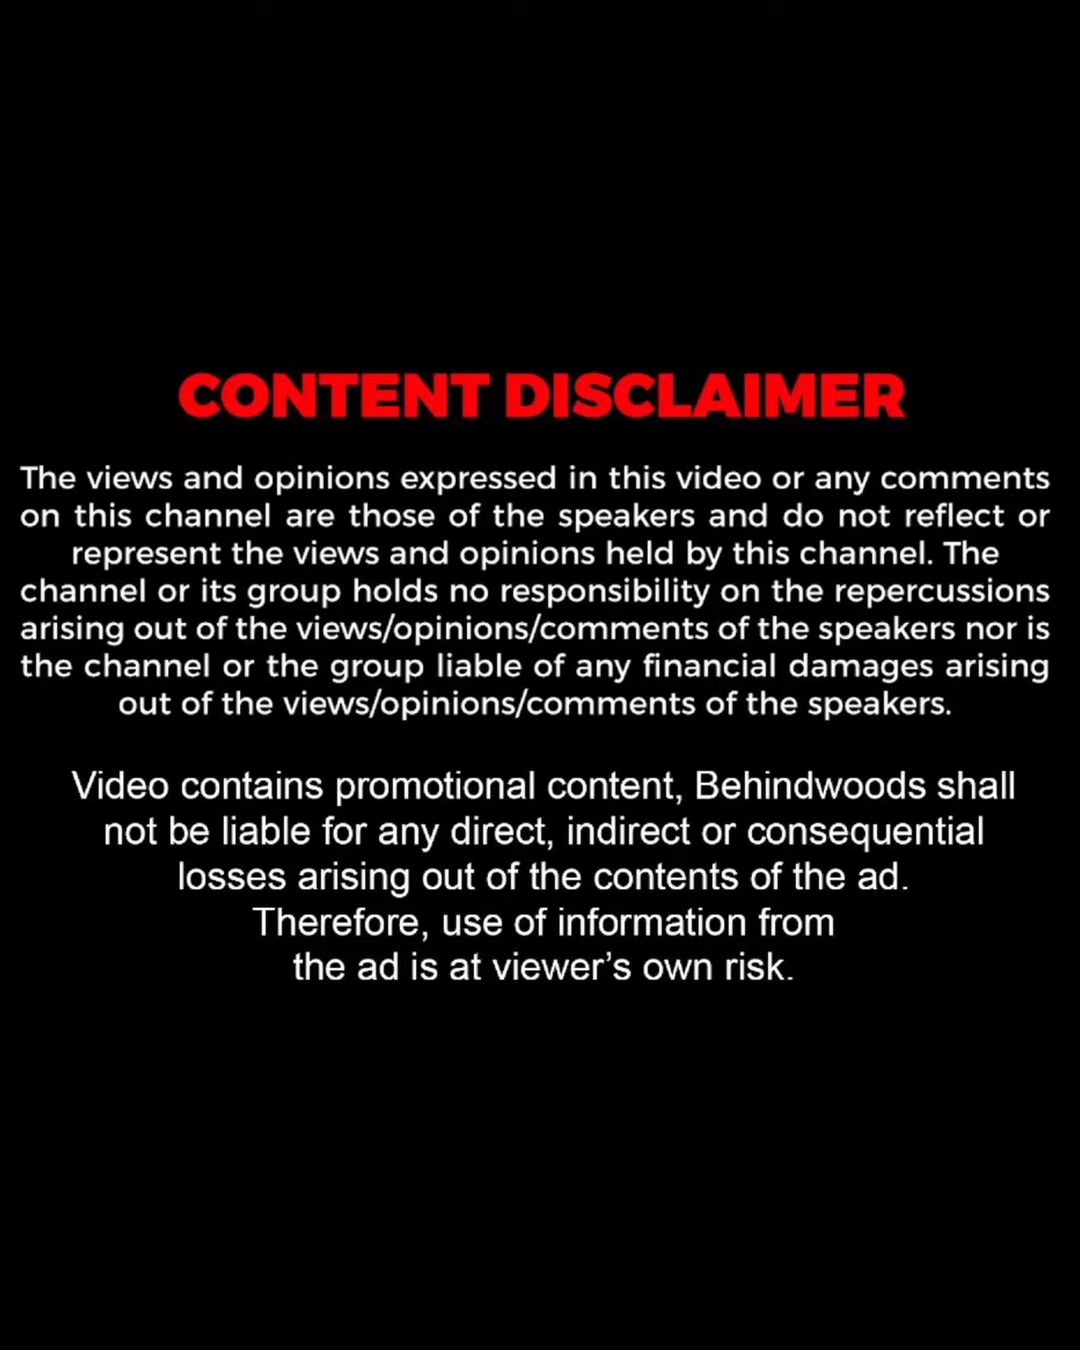 CONTENT DISCLAIMER
The views and opinions expressed in this video or any comments
on this channel are those of the speakers and do not reflect or
represent the views and opinions held by this channel. The
channel or its group holds no responsibility on the repercussions
arising out of the views/opinions/comments of the speakers nor is
the channel or the group liable of any financial damages arising
out of the views/opinions/comments of the speakers.
Video contains promotional content, Behindwoods shall
not be liable for any direct, indirect or consequential
losses arising out of the contents of the ad.
Therefore, use of information from
the ad is at viewer’s own risk.